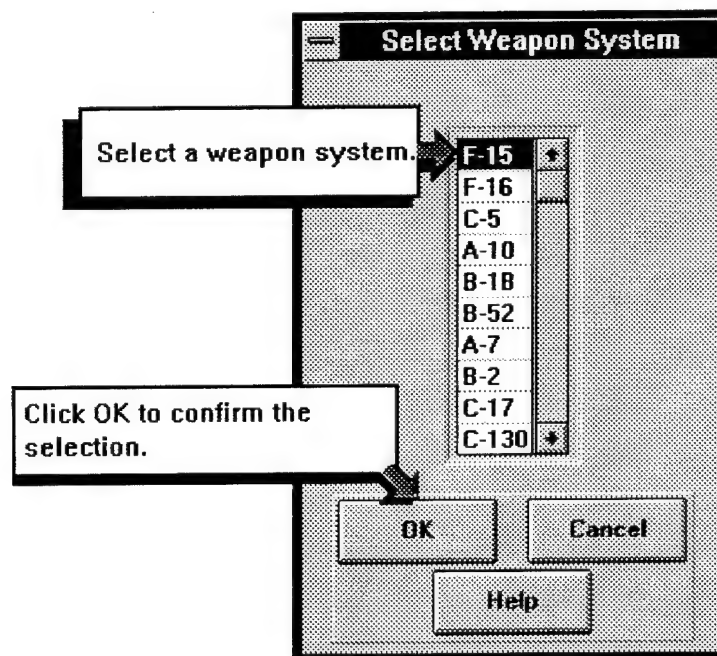 Select Weapon System
Select a weapon system.
F-15
F-16
C-5
A-10
B-1B
B-52
A-7
B-2
C-17
C-130
Click OK to confirm the
selection.
OK
Cancel
Help